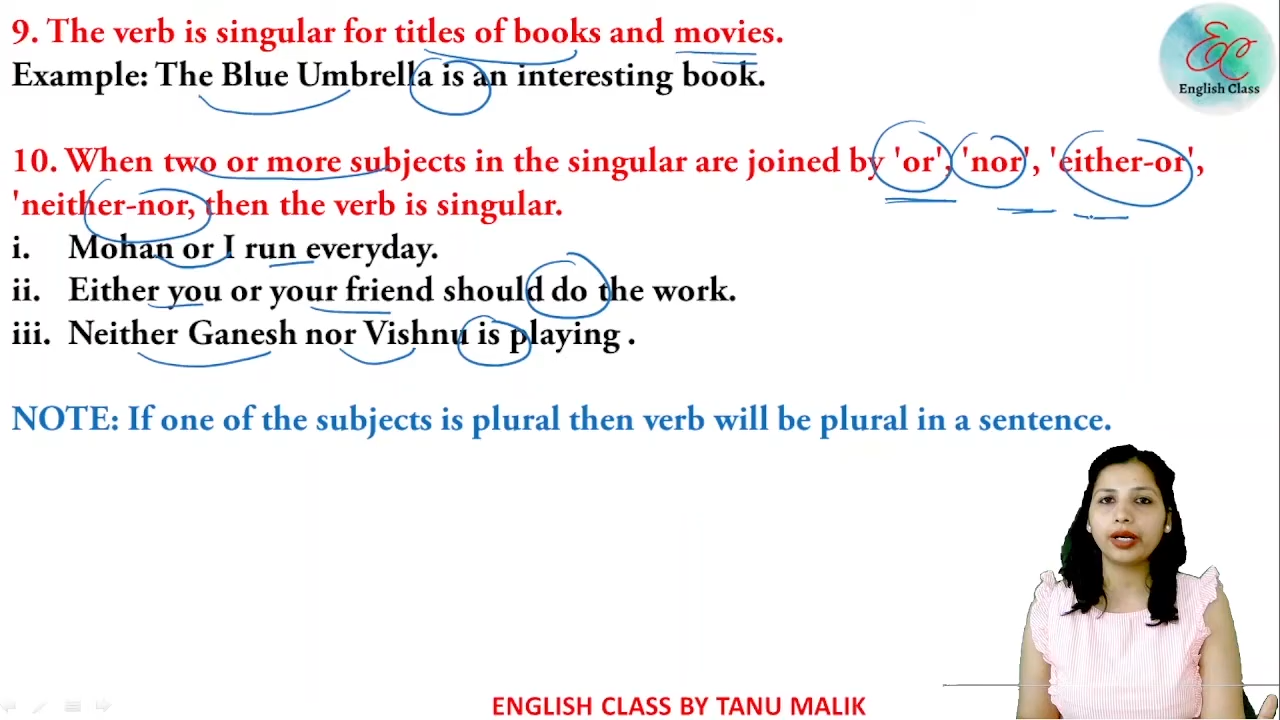 9. The verb is singular for titles of books and movies.
Example: The Blue Umbrella is an interesting book.
EC
English Class
10. When two or more subjects in the singular are joined by 'or', 'nor', 'either-or',
'neither-nor, then the verb is singular.
i. Mohan or I run everyday.
ii. Either you or your friend should do the work.
iii. Neither Ganesh nor Vishnu is playing .
NOTE: If one of the subjects is plural then verb will be plural in a sentence.
ENGLISH CLASS BY TANU MALIK